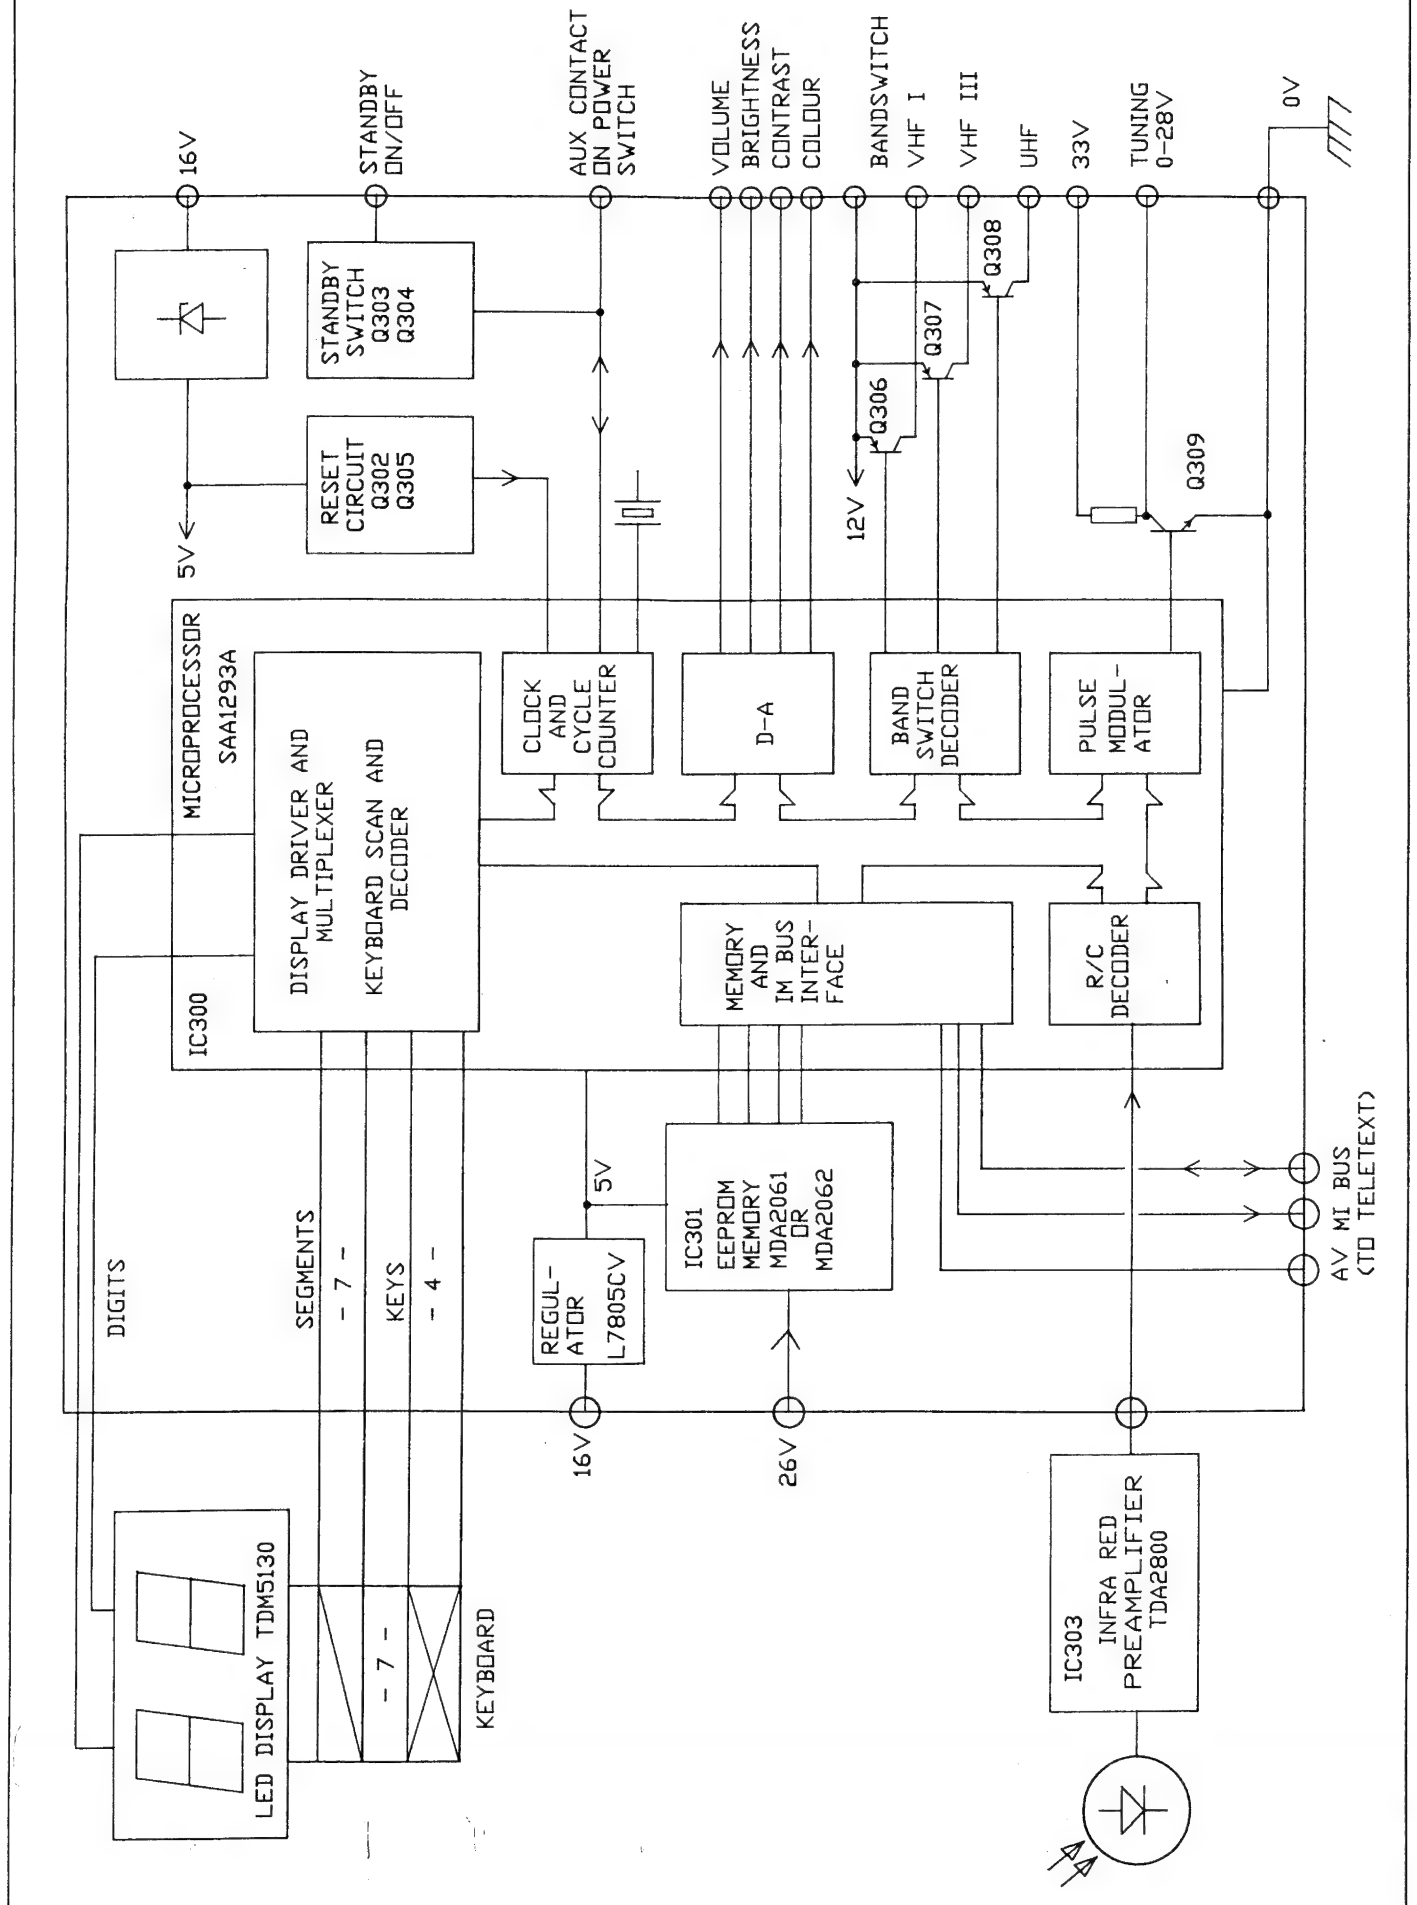 LED DISPLAY TDM5130
KEYBOARD
- 7 -
DIGITS
SEGMENTS
- 7 -
KEYS
- 4 -
IC300
MICROPROCESSOR
SAA1293A
DISPLAY DRIVER AND
MULTIPLEXER
KEYBOARD SCAN AND
DECODER
5V
16V
RESET
CIRCUIT
Q302
Q305
STANDBY
SWITCH
Q303
Q304
STANDBY
ON/OFF
AUX CONTACT
ON POWER
SWITCH
16V
REGUL-
ATOR
L7805CV
5V
CLOCK
AND
CYCLE
COUNTER
26V
IC301
EEPROM
MEMORY
MDA2061
OR
MDA2062
MEMORY
AND
IM BUS
INTER-
FACE
D-A
VOLUME
BRIGHTNESS
CONTRAST
COLOUR
BAND
SWITCH
DECODER
12V
Q306
Q307
Q308
BANDSWITCH
VHF I
VHF III
UHF
IC303
INFRA RED
PREAMPLIFIER
TDA2800
R/C
DECODER
PULSE
MODUL-
ATOR
Q309
33V
TUNING
0-28V
0V
AV MI BUS
(TO TELETEXT)